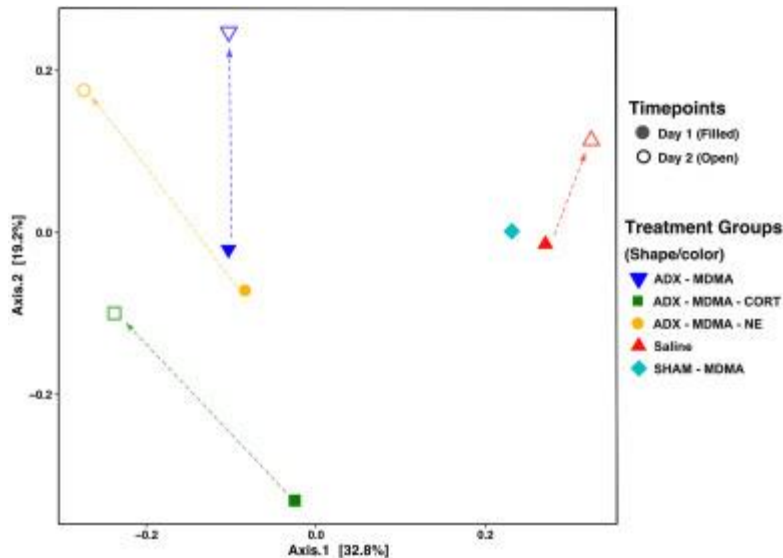 0.2
0.0
−0.2
Axis.2 [19.2%]
−0.2
0.0
0.2
Axis.1 [32.8%]
Timepoints
Day 1 (Filled)
Day 2 (Open)
Treatment Groups
(Shape/color)
ADX - MDMA
ADX - MDMA - CORT
ADX - MDMA - NE
Saline
SHAM - MDMA